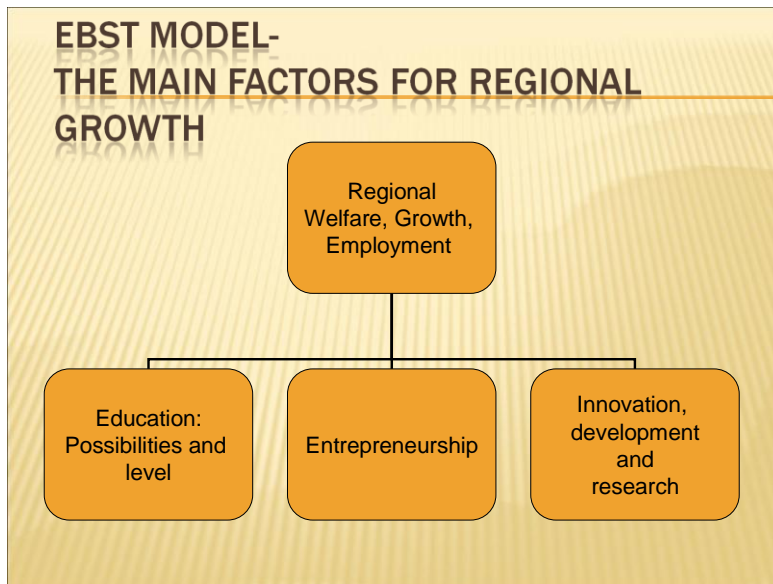 EBST MODEL-
THE MAIN FACTORS FOR REGIONAL
GROWTH
Regional
Welfare, Growth,
Employment
Education:
Possibilities and
level
Entrepreneurship
Innovation,
development
and
research